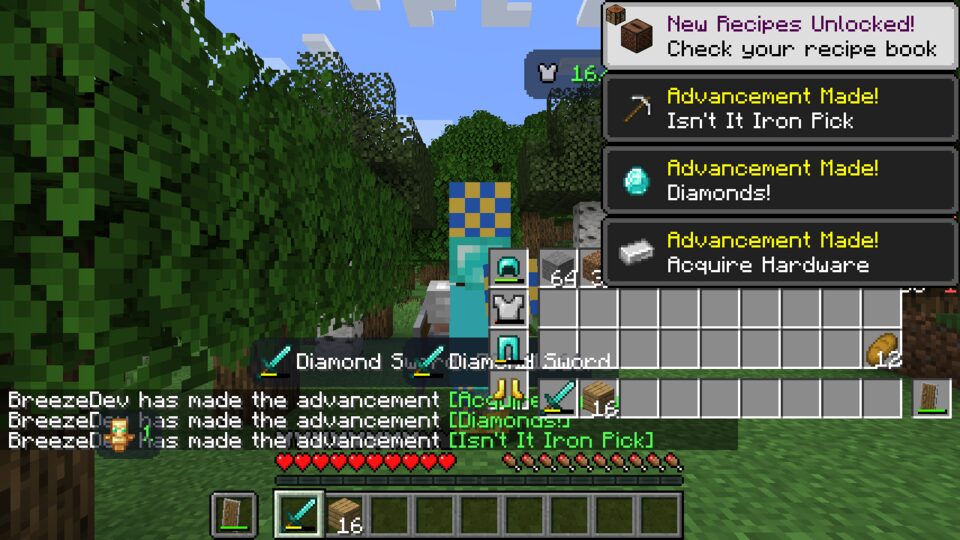 New Recipes Unlocked!
Check your recipe book
16.
Advancement Made!
Isn't It Iron Pick
Advancement Made!
Diamonds!
Advancement Made!
Acquire Hardware
64
12
Diamond Sword
16
BreezeDev has made the advancement
BreezeDev has made the advancement [Diamonds!]
has made the advancement [Isn't It Iron Pick]
1
16